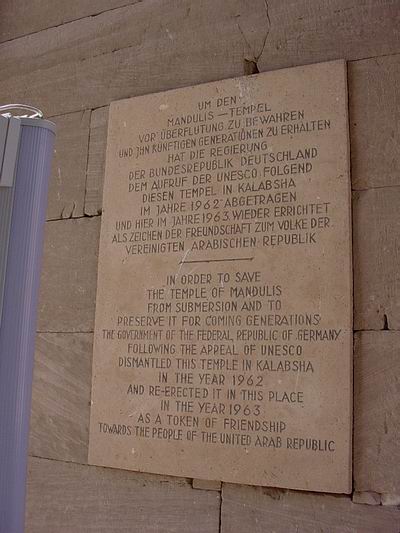 UM DEN
MANDULIS — TEMPEL
VOR ÜBERFLUTUNG ZU BEWAHREN
UND IHN KÜNFTIGEN GENERATIONEN ZU ERHALTEN
HAT DIE REGIERUNG
DER BUNDESREPUBLIK DEUTSCHLAND
DEM AUFRUF DER UNESCO FOLGEND
DIESEN TEMPEL IN KALABSHA
IM JAHRE 1962 ABGETRAGEN
UND HIER IM JAHRE 1963 WIEDER ERRICHTET
ALS ZEICHEN DER FREUNDSCHAFT ZUM VOLKE DER
VEREINIGTEN ARABISCHEN REPUBLIK
IN ORDER TO SAVE
THE TEMPLE OF MANDULIS
FROM SUBMERSION AND TO
PRESERVE IT FOR COMING GENERATIONS
THE GOVERNMENT OF THE FEDERAL REPUBLIC OF GERMANY
FOLLOWING THE APPEAL OF UNESCO
DISMANTLED THIS TEMPLE IN KALABSHA
IN THE YEAR 1962
AND RE-ERECTED IT IN THIS PLACE
IN THE YEAR 1963
AS A TOKEN OF FRIENDSHIP
TOWARDS THE PEOPLE OF THE UNITED ARAB REPUBLIC